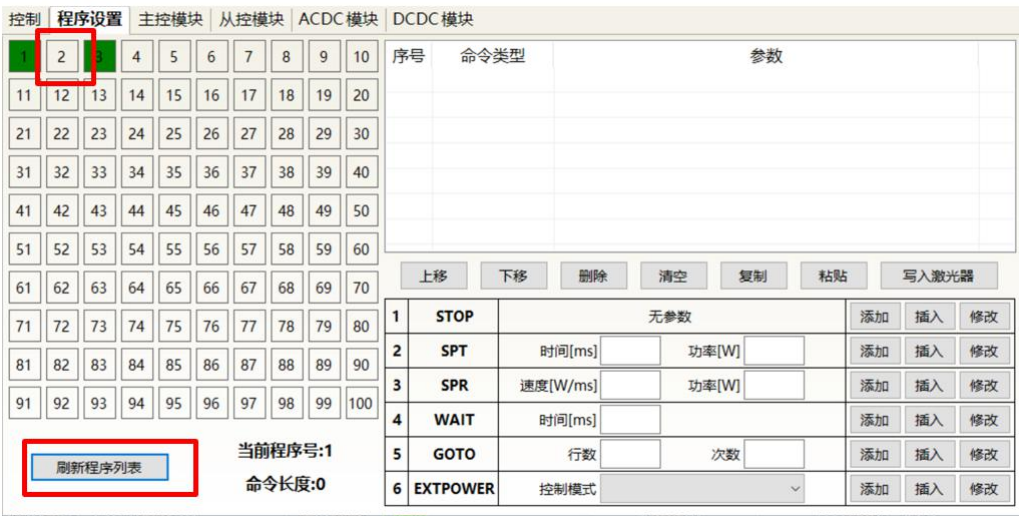 控制 程序设置 主控模块 从控模块 ACDC模块 DCDC模块
1 2 3 4 5 6 7 8 9 10
11 12 13 14 15 16 17 18 19 20
21 22 23 24 25 26 27 28 29 30
31 32 33 34 35 36 37 38 39 40
41 42 43 44 45 46 47 48 49 50
51 52 53 54 55 56 57 58 59 60
61 62 63 64 65 66 67 68 69 70
71 72 73 74 75 76 77 78 79 80
81 82 83 84 85 86 87 88 89 90
91 92 93 94 95 96 97 98 99 100
刷新程序列表
当前程序号:1
命令长度:0
序号 命令类型 参数
上移 下移 删除 清空 复制 粘贴 写入激光器
1 STOP 无参数 添加 插入 修改
2 SPT 时间[ms] 功率[W] 添加 插入 修改
3 SPR 速度[W/ms] 功率[W] 添加 插入 修改
4 WAIT 时间[ms] 添加 插入 修改
5 GOTO 行数 次数 添加 插入 修改
6 EXTPOWER 控制模式 添加 插入 修改